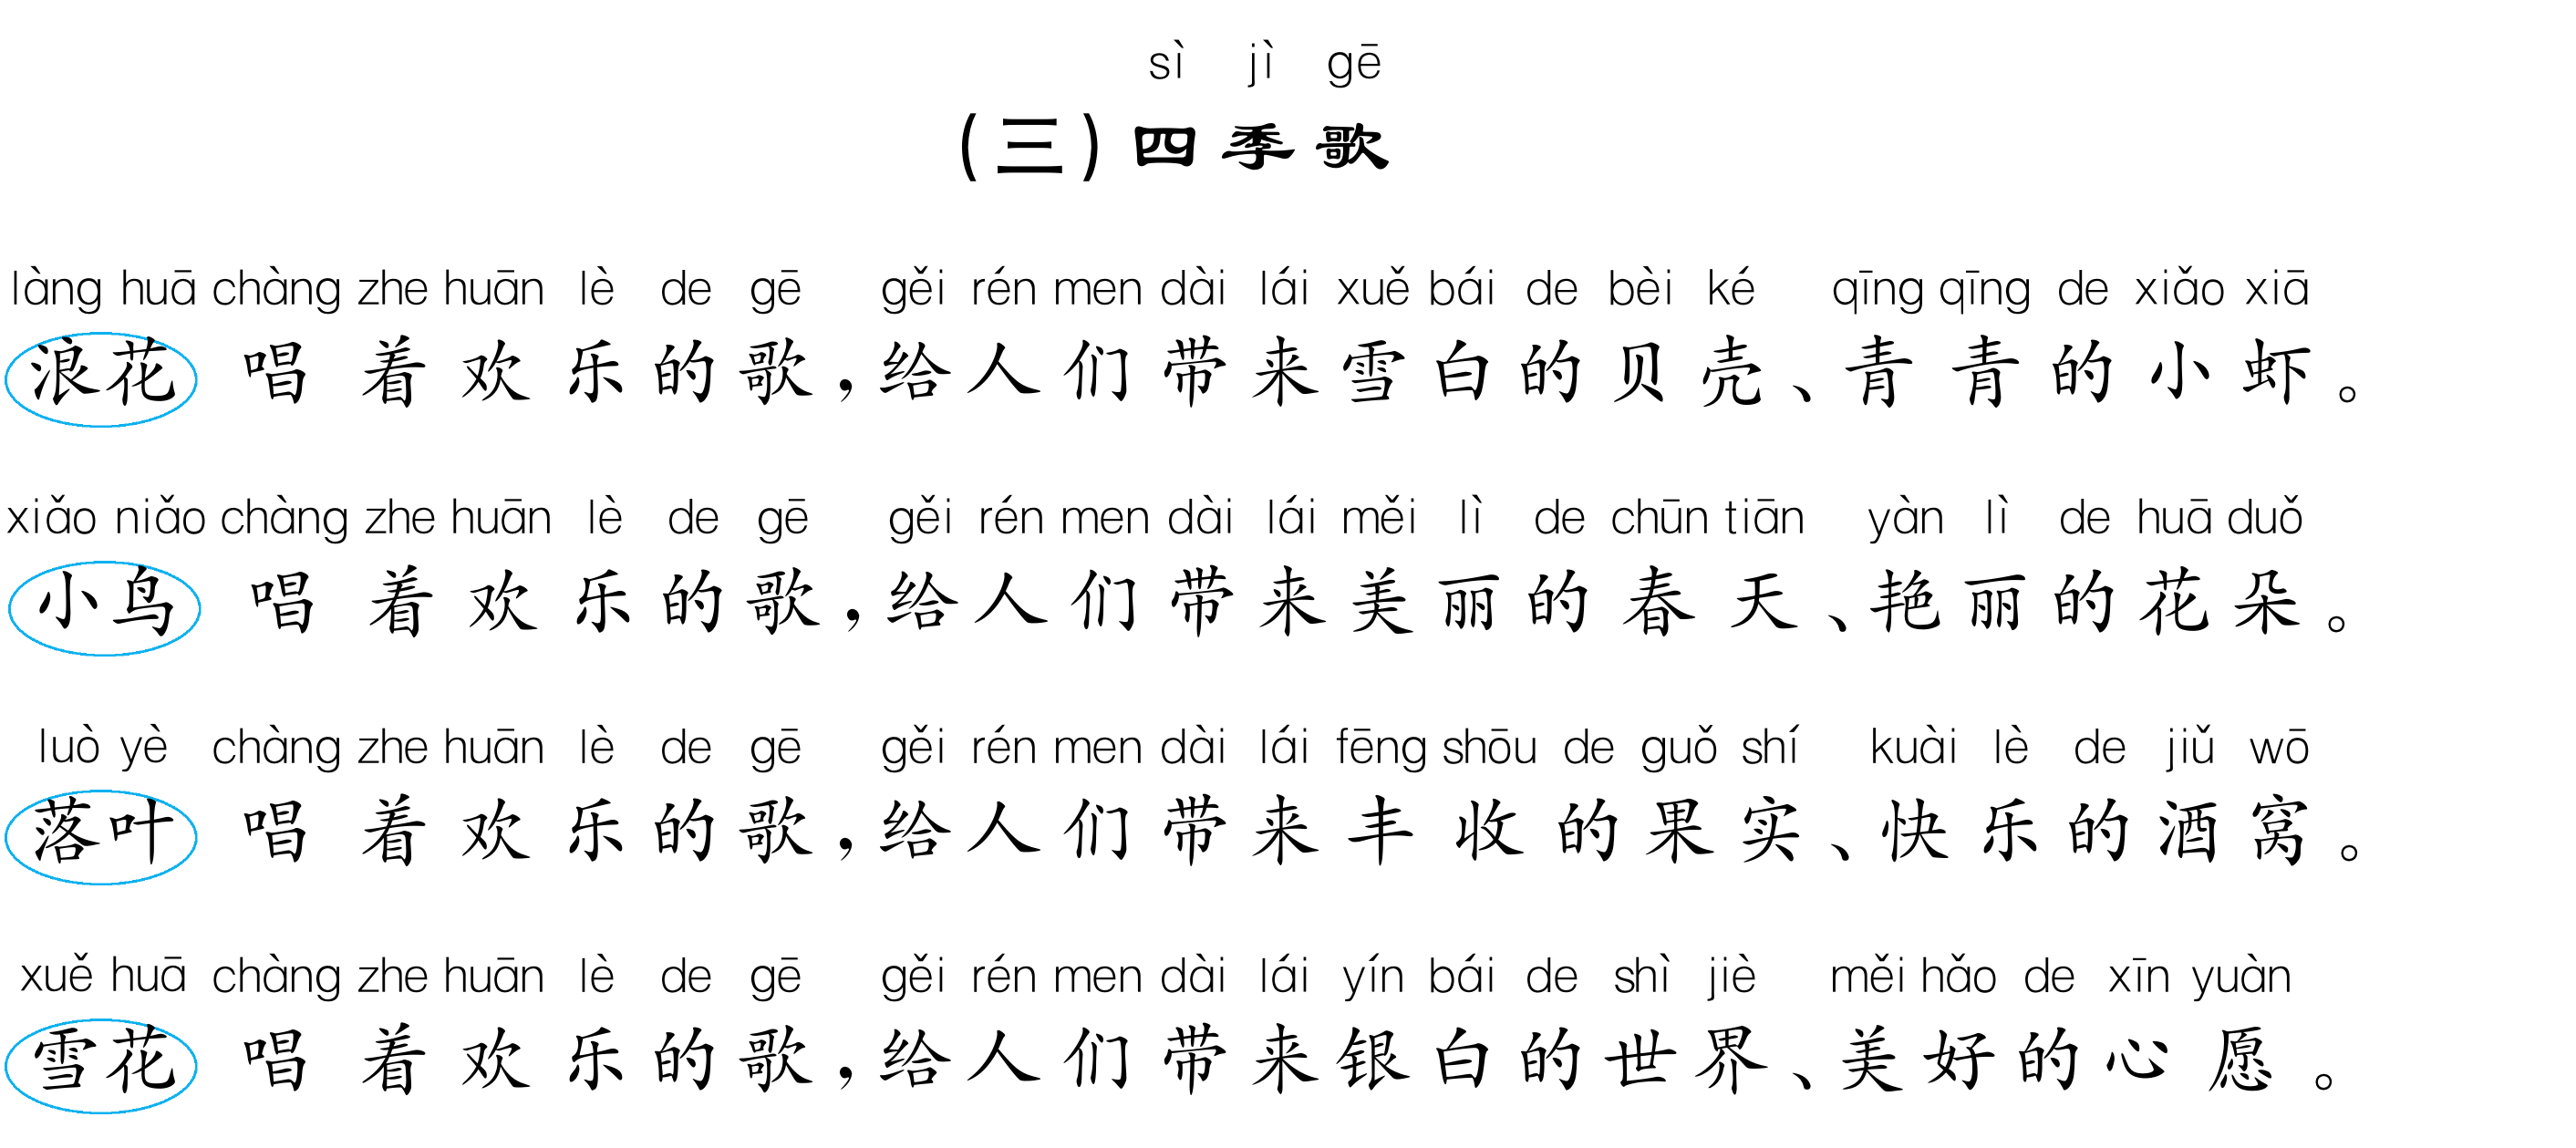 sì jì gē
(三)四季歌
làng huā chàng zhe huān lè de gē gěi rén men dài lái xuě bái de bèi ké qīng qīng de xiǎo xiā
浪花唱着欢乐的歌，给人们带来雪白的贝壳、青青的小虾。
xiǎo niǎo chàng zhe huān lè de gē gěi rén men dài lái měi lì de chūn tiān yàn lì de huā duǒ
小鸟唱着欢乐的歌，给人们带来美丽的春天、艳丽的花朵。
luò yè chàng zhe huān lè de gē gěi rén men dài lái fēng shōu de guǒ shí kuài lè de jiǔ wō
落叶唱着欢乐的歌，给人们带来丰收的果实、快乐的酒窝。
xuě huā chàng zhe huān lè de gē gěi rén men dài lái yín bái de shì jiè měi hǎo de xīn yuàn
雪花唱着欢乐的歌，给人们带来银白的世界、美好的心愿。